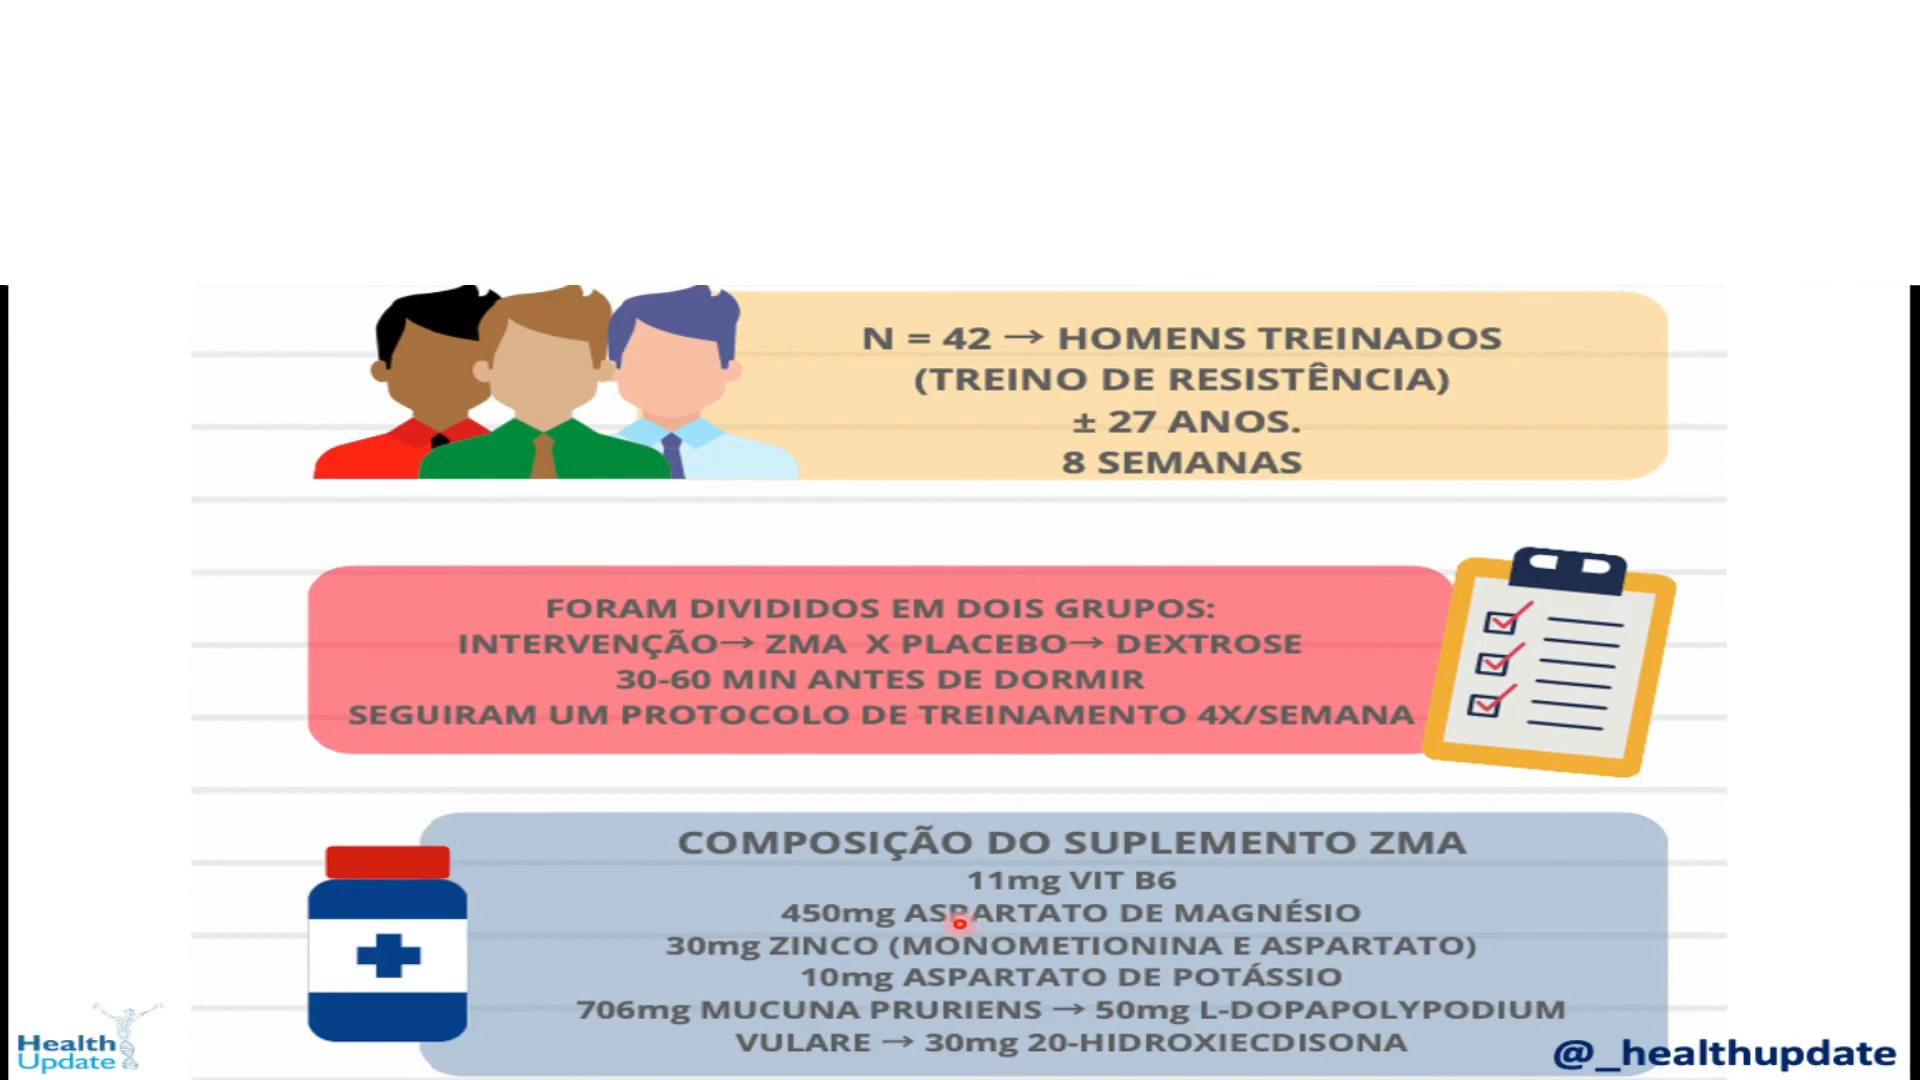 N = 42 → HOMENS TREINADOS
(TREINO DE RESISTÊNCIA)
± 27 ANOS.
8 SEMANAS
FORAM DIVIDIDOS EM DOIS GRUPOS:
INTERVENÇÃO→ ZMA X PLACEBO→ DEXTROSE
30-60 MIN ANTES DE DORMIR
SEGUIRAM UM PROTOCOLO DE TREINAMENTO 4X/SEMANA
COMPOSIÇÃO DO SUPLEMENTO ZMA
11mg VIT B6
450mg ASPARTATO DE MAGNÉSIO
30mg ZINCO (MONOMETIONINA E ASPARTATO)
10mg ASPARTATO DE POTÁSSIO
706mg MUCUNA PRURIENS → 50mg L-DOPAPOLYPODIUM
VULARE → 30mg 20-HIDROXIECDISONA
Health
Update
@_healthupdate